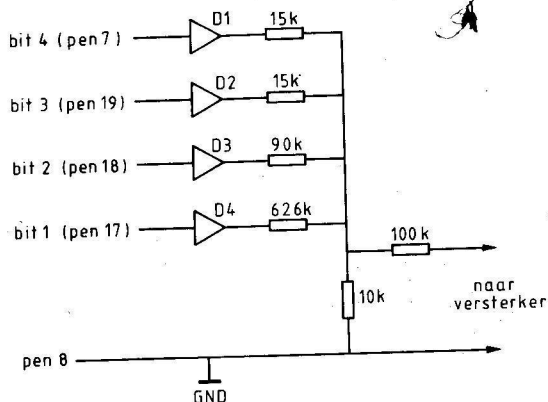 D1
15k
bit 4 (pen 7)
D2
15k
bit 3 (pen 19)
D3
90k
bit 2 (pen 18)
D4
626k
bit 1 (pen 17)
100k
10k
naar
versterker
pen 8
GND